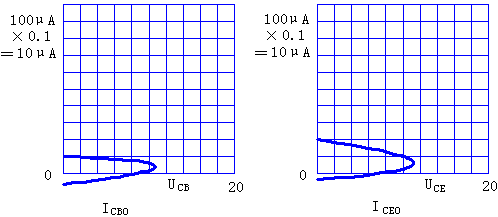 100μA
×0.1
=10μA
0
U_CB
20
I_CBO
100μA
×0.1
=10μA
0
U_CE
20
I_CEO